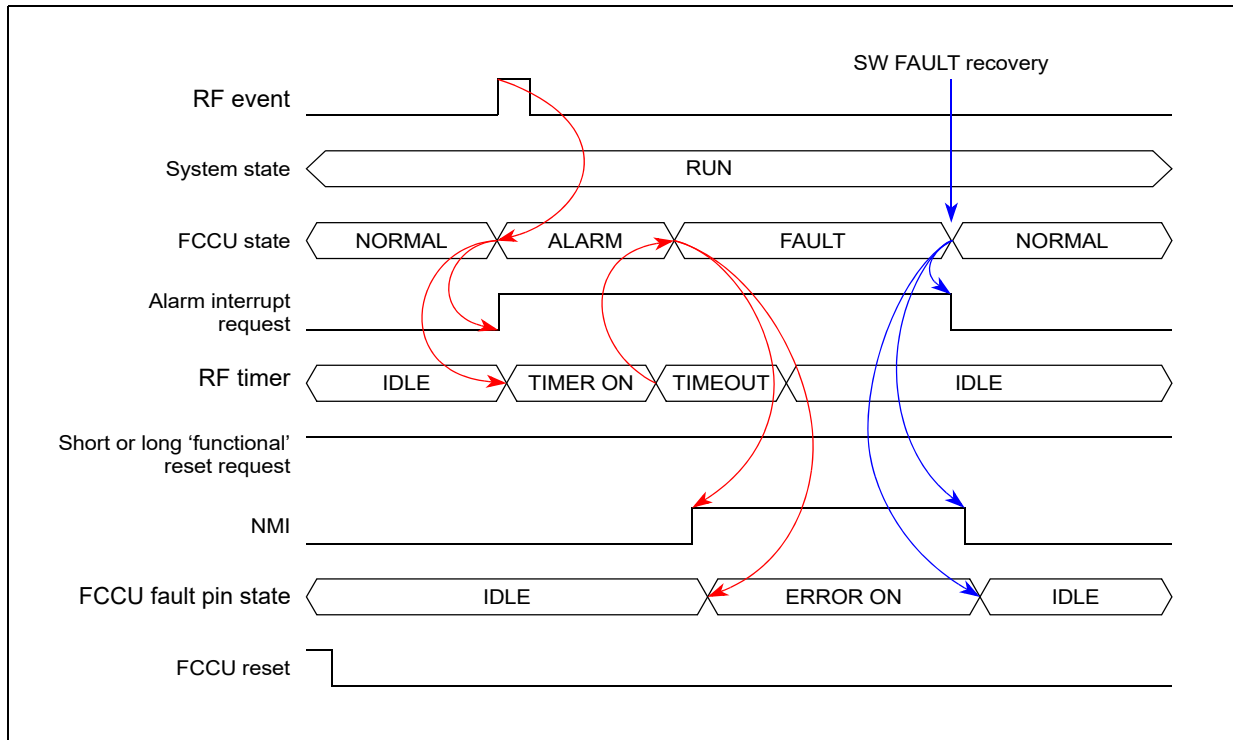 SW FAULT recovery
RF event
System state
RUN
FCCU state
NORMAL
ALARM
FAULT
NORMAL
Alarm interrupt
request
RF timer
IDLE
TIMER ON
TIMEOUT
IDLE
Short or long ‘functional’
reset request
NMI
FCCU fault pin state
IDLE
ERROR ON
IDLE
FCCU reset